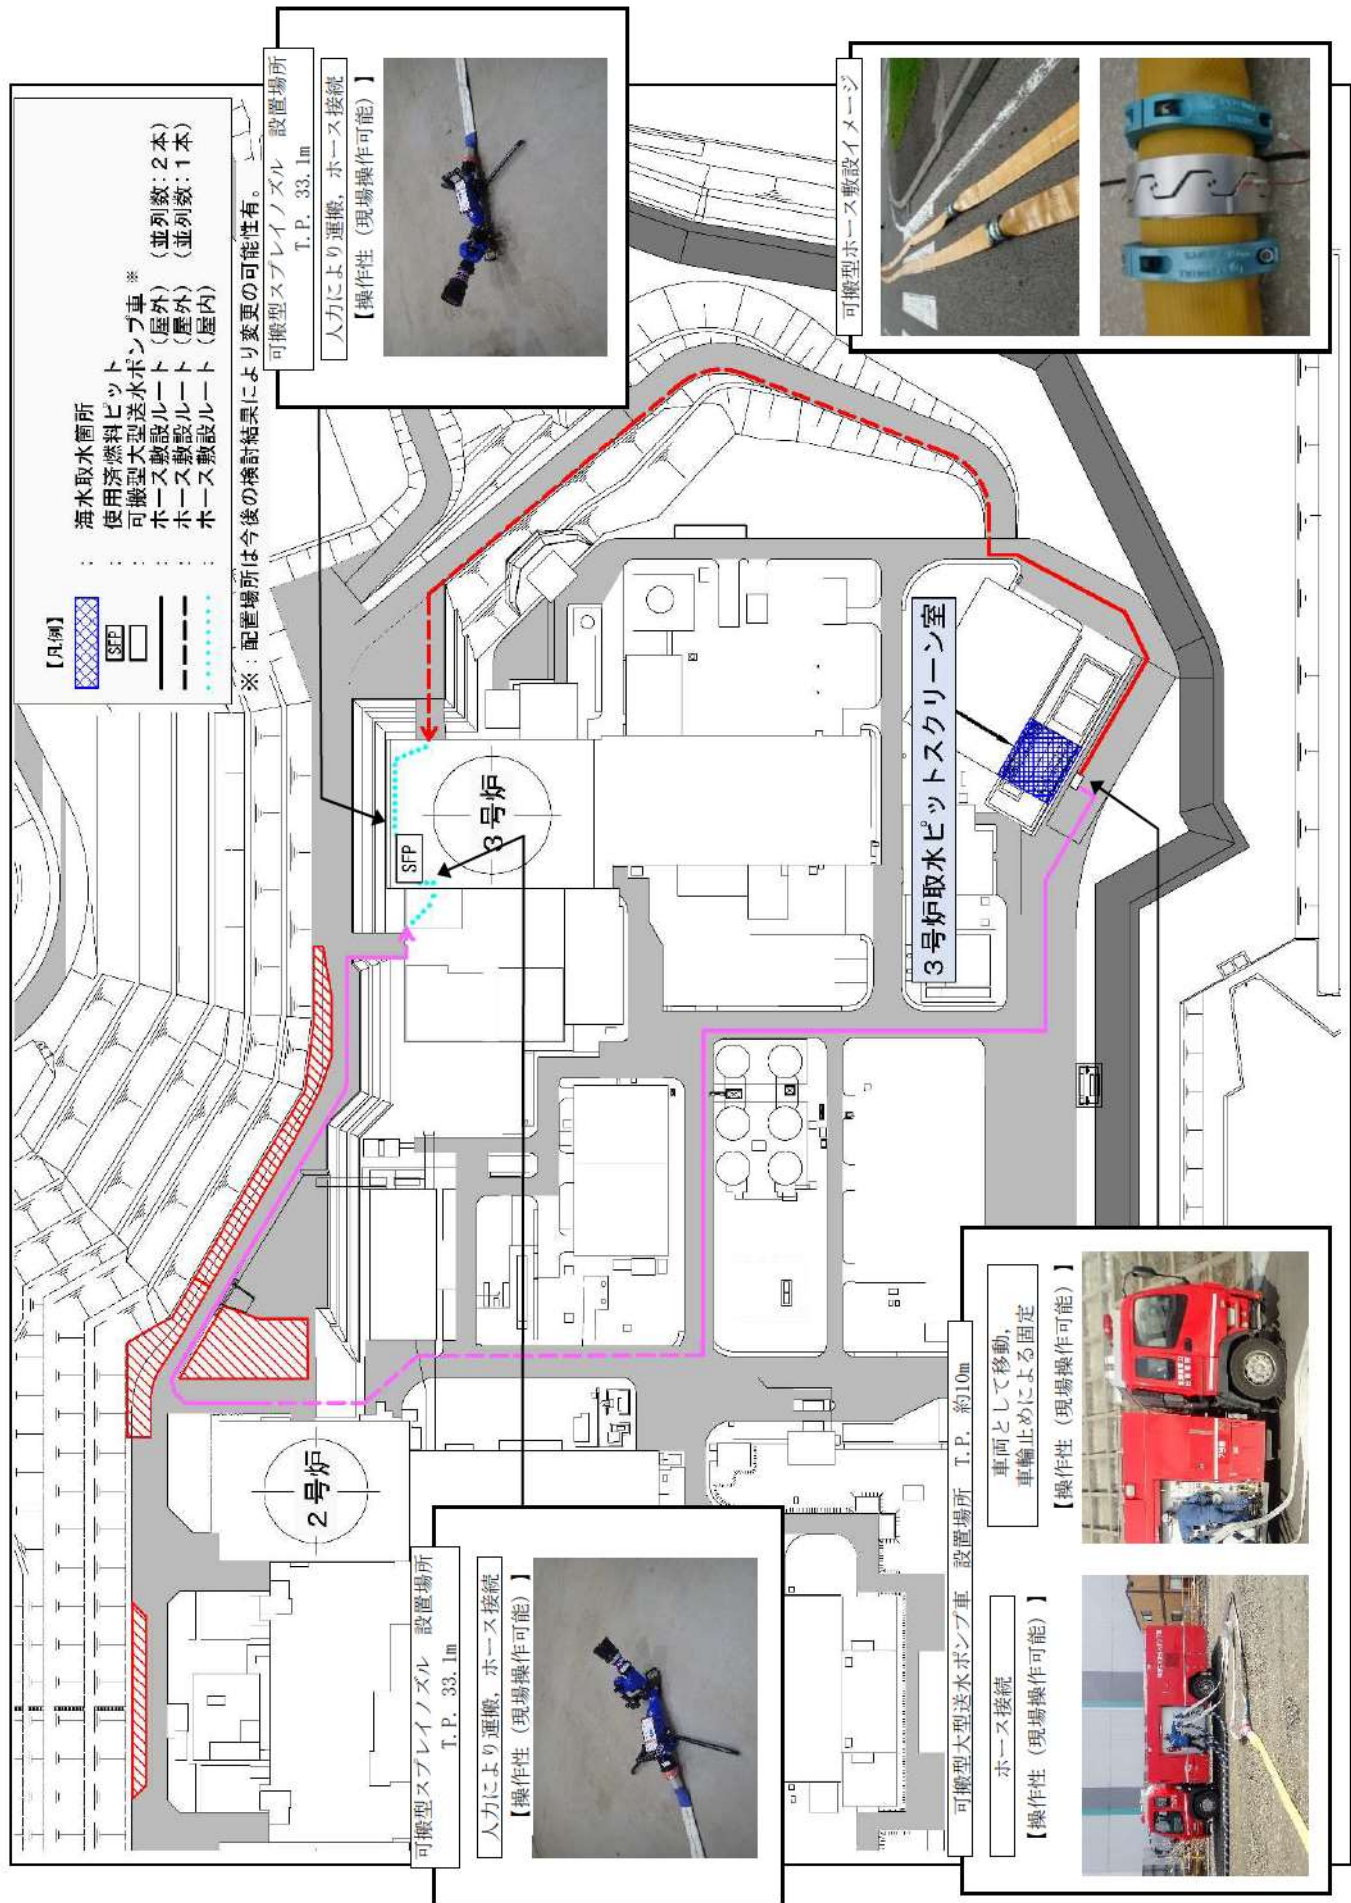 【凡例】
： 海水取水箇所
SFP ： 使用済燃料ピット
： 可搬型大型送水ポンプ車 ※
： ホース敷設ルート（屋外）（並列数：2本）
： ホース敷設ルート（屋外）（並列数：1本）
： ホース敷設ルート（屋内）
※：配置場所は今後の検討結果により変更の可能性有。
可搬型スプレイノズル 設置場所
T.P. 33.1m
人力により運搬，ホース接続
【操作性（現場操作可能）】
可搬型ホース敷設イメージ
SFP
3号炉
3号炉取水ピットスクリーン室
2号炉
可搬型スプレイノズル 設置場所
T.P. 33.1m
人力により運搬，ホース接続
【操作性（現場操作可能）】
可搬型大型送水ポンプ車 設置場所 T.P. 約10m
ホース接続
【操作性（現場操作可能）】
車両として移動，
車輪止めによる固定
【操作性（現場操作可能）】